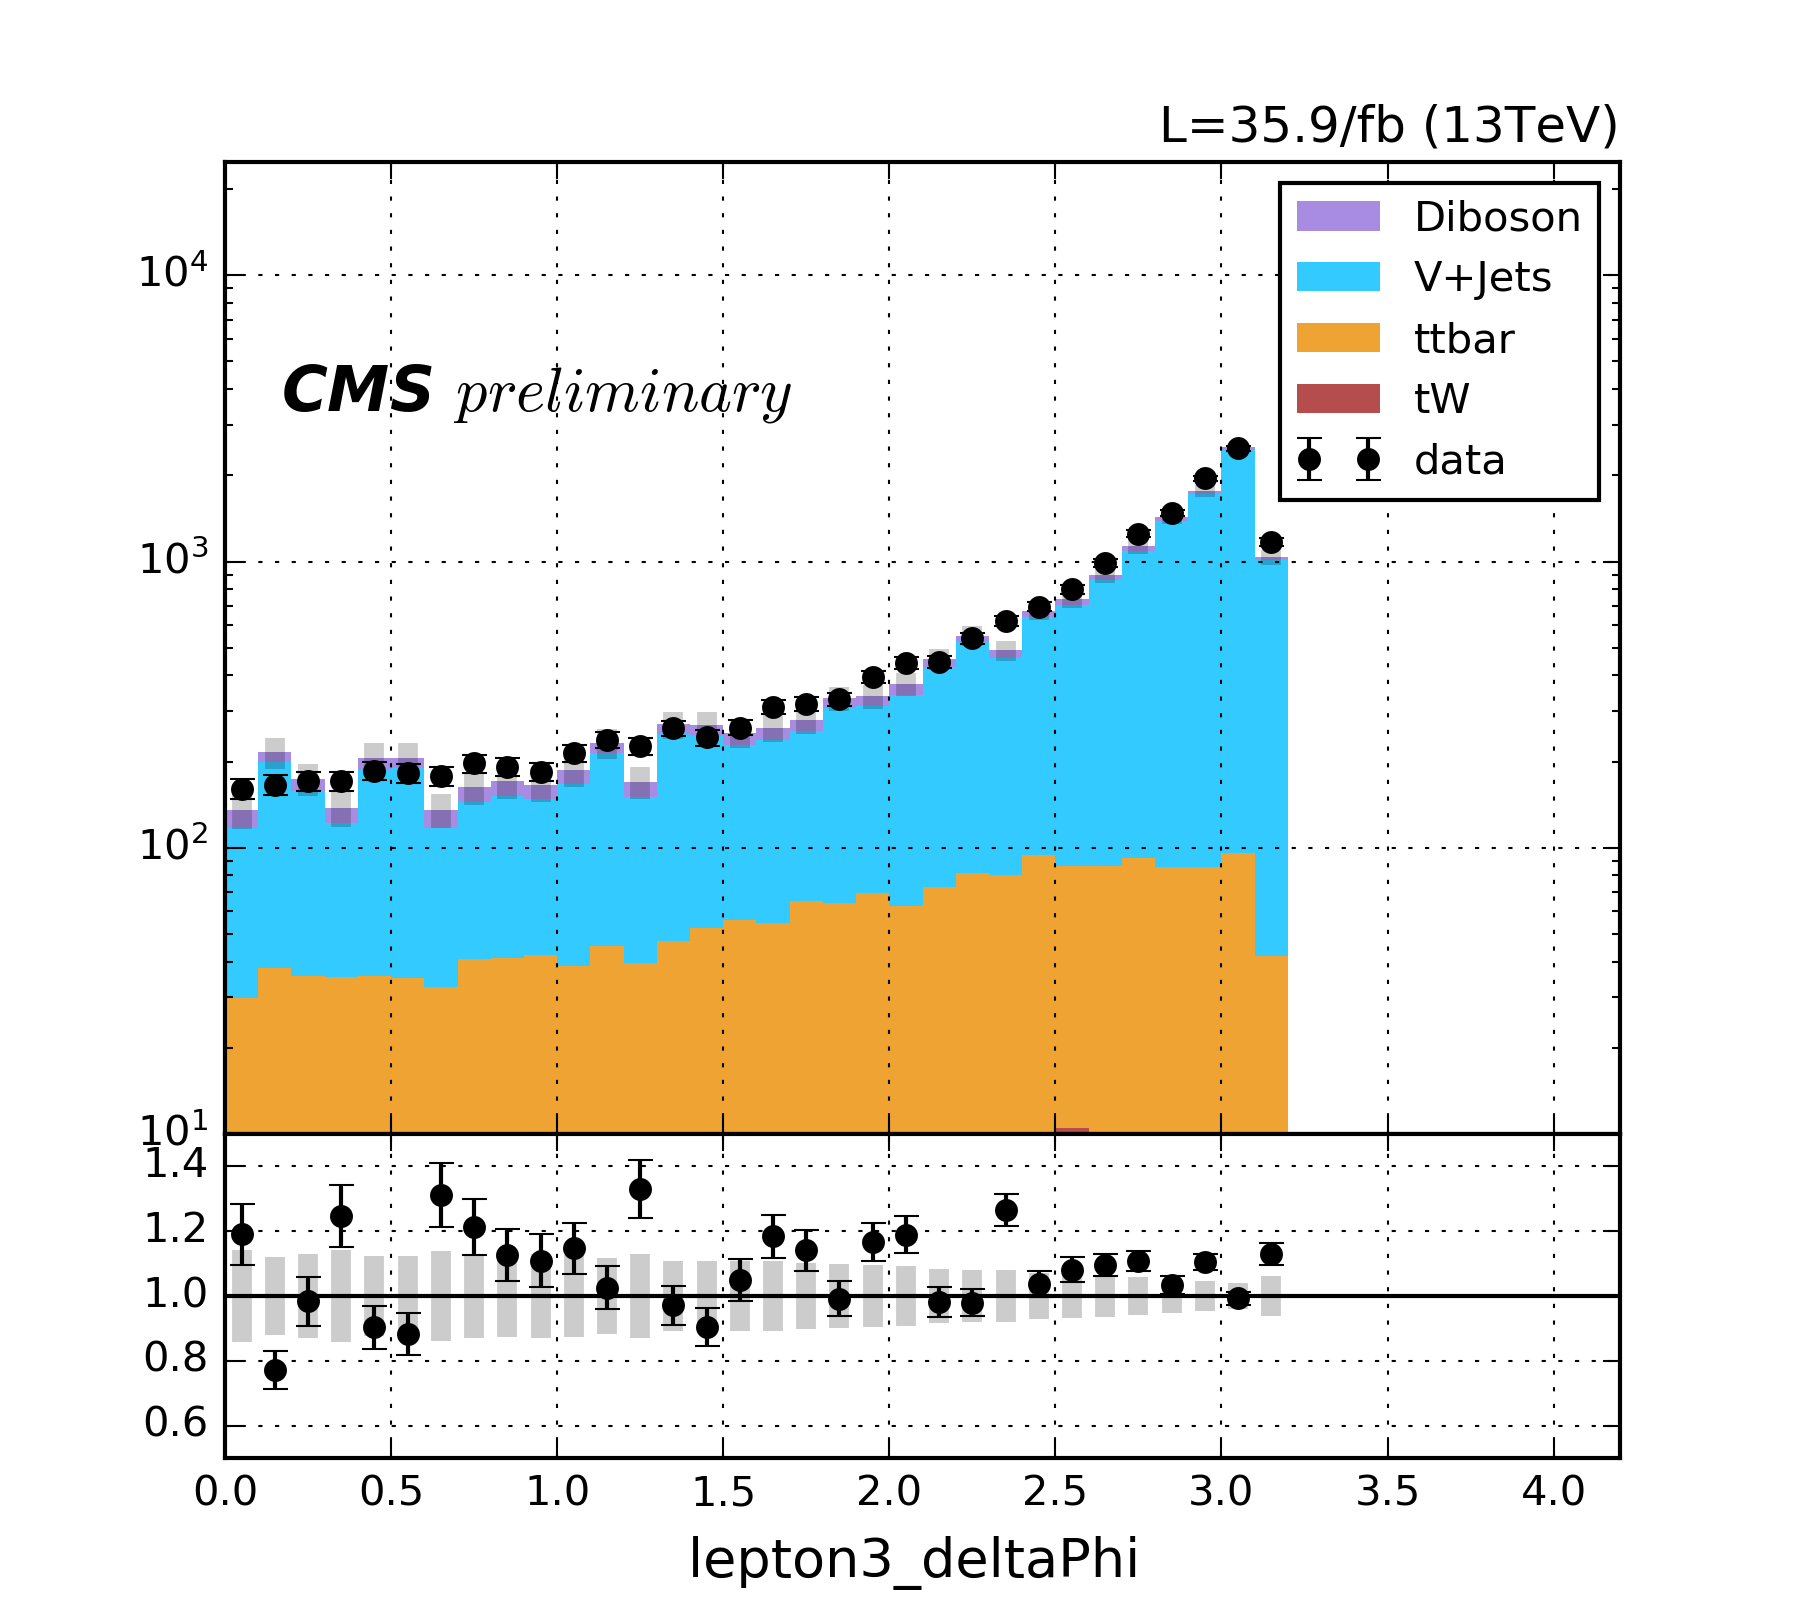 L=35.9/fb (13TeV)
Diboson
V+Jets
ttbar
tW
data
CMS preliminary
10⁴
10³
10²
10¹
1.4
1.2
1.0
0.8
0.6
0.0 0.5 1.0 1.5 2.0 2.5 3.0 3.5 4.0
lepton3_deltaPhi